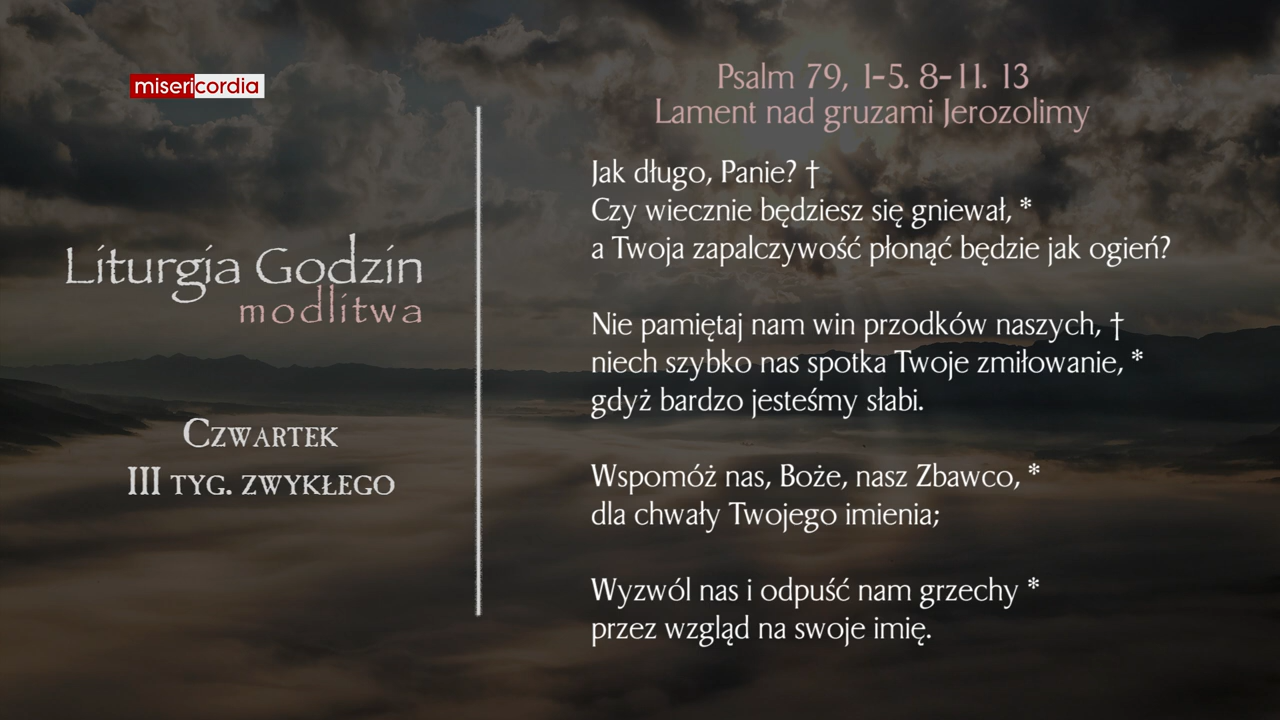 misericordia
Liturgia Godzin
modlitwa
Czwartek
III tyg. zwykłego
Psalm 79, 1-5. 8-11. 13
Lament nad gruzami Jerozolimy
Jak długo, Panie? †
Czy wiecznie będziesz się gniewał, *
a Twoja zapalczywość płonąć będzie jak ogień?
Nie pamiętaj nam win przodków naszych, †
niech szybko nas spotka Twoje zmiłowanie, *
gdyż bardzo jesteśmy słabi.
Wspomóż nas, Boże, nasz Zbawco, *
dla chwały Twojego imienia;
Wyzwól nas i odpuść nam grzechy *
przez wzgląd na swoje imię.